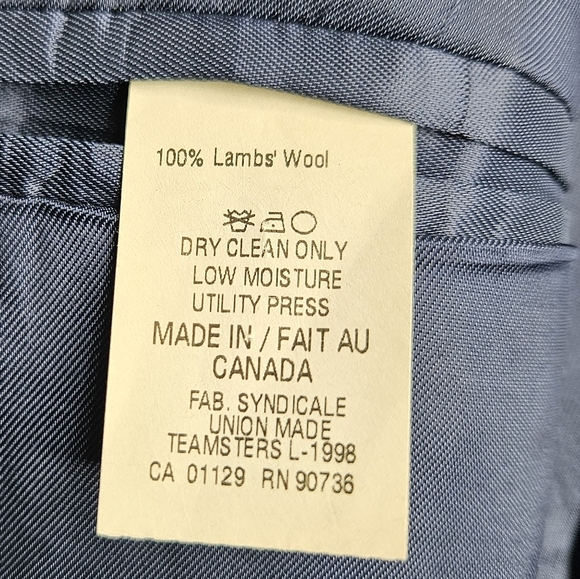 100% Lambs' Wool
DRY CLEAN ONLY
LOW MOISTURE
UTILITY PRESS
MADE IN / FAIT AU
CANADA
FAB. SYNDICALE
UNION MADE
TEAMSTERS L-1998
CA 01129 RN 90736